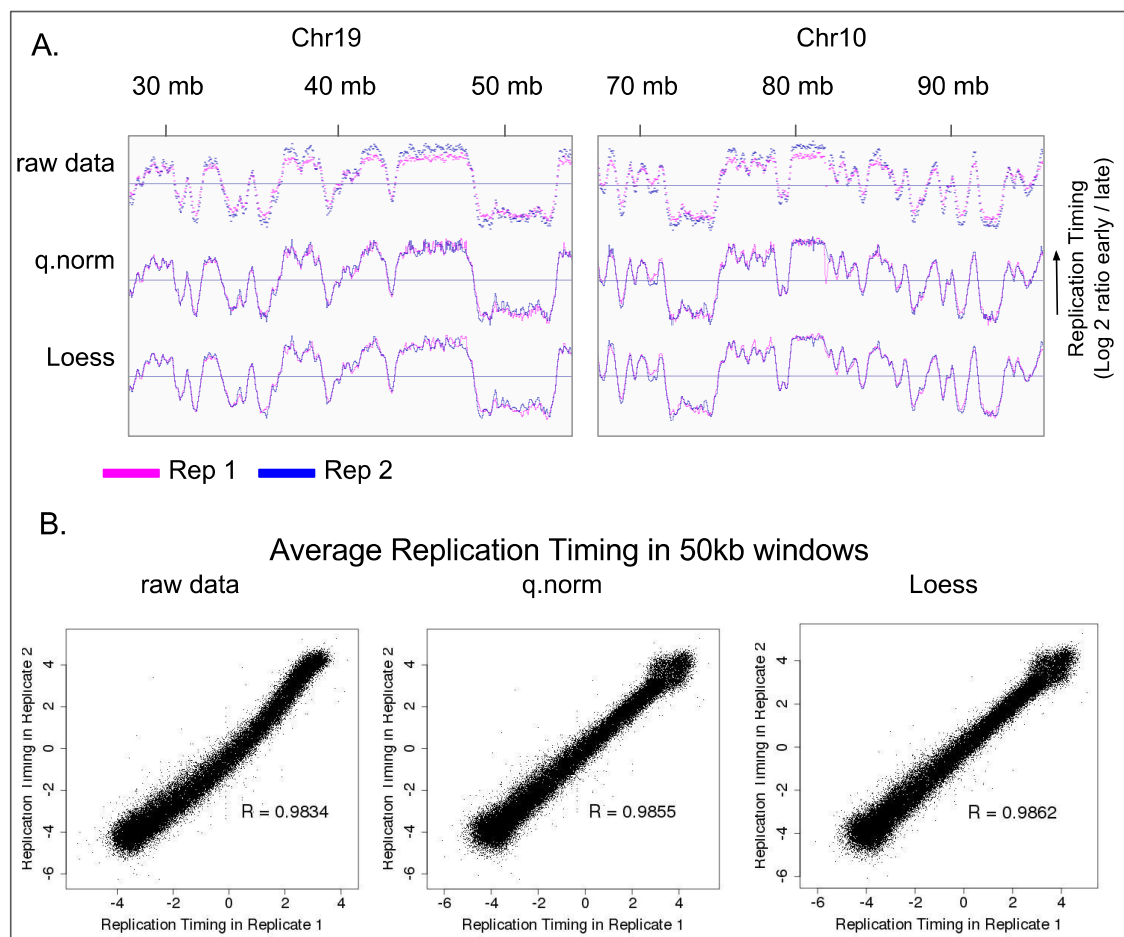 A.
Chr19
Chr10
30 mb 40 mb 50 mb 70 mb 80 mb 90 mb
raw data
q.norm
Loess
Replication Timing
(Log 2 ratio early / late)
Rep 1 Rep 2
B.
Average Replication Timing in 50kb windows
raw data
q.norm
Loess
Replication Timing in Replicate 2
4
2
0
-2
-4
-6
R = 0.9834
-4 -2 0 2 4
Replication Timing in Replicate 1
Replication Timing in Replicate 2
4
2
0
-2
-4
-6
R = 0.9855
-4 -2 0 2 4
Replication Timing in Replicate 1
Replication Timing in Replicate 2
4
2
0
-2
-4
-6
R = 0.9862
-6 -4 -2 0 2 4
Replication Timing in Replicate 1